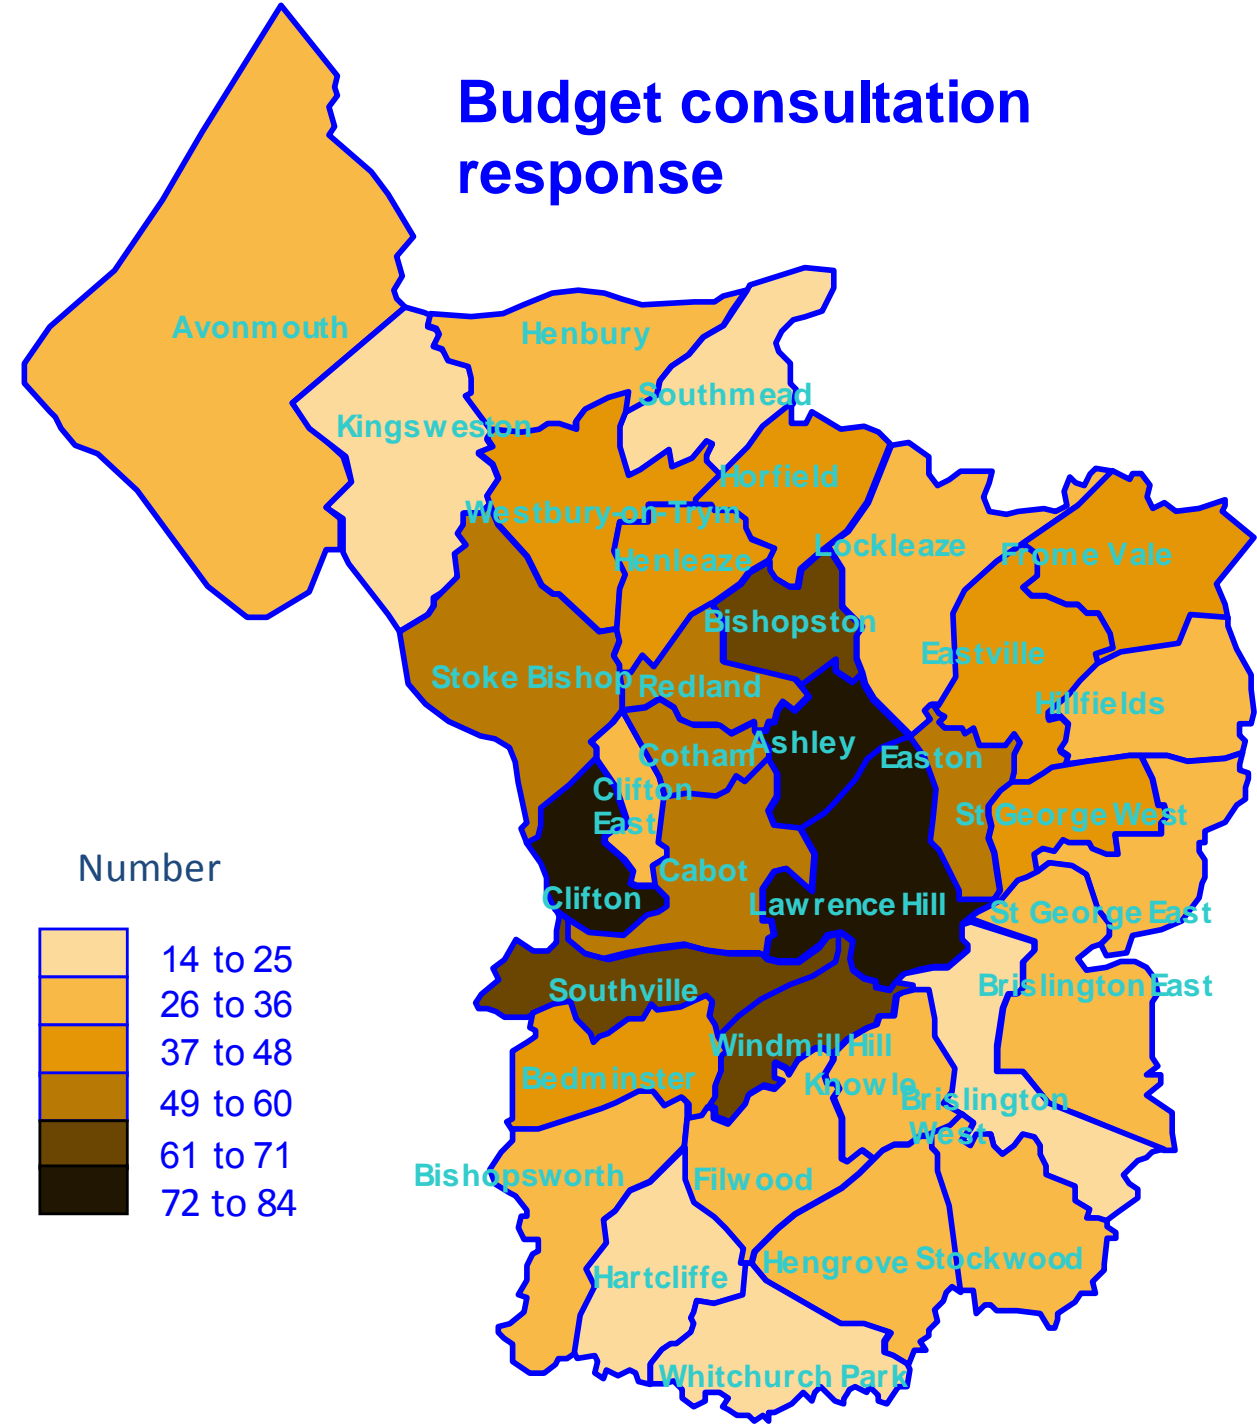 Budget consultation
response
Avonmouth
Henbury
Southmead
Kingsweston
Horfield
Westbury-on-Trym
Lockleaze
Frome Vale
Henleaze
Bishopston
Eastville
Stoke Bishop
Redland
Hillfields
Ashley
Cotham
Easton
Clifton
East
St George West
Cabot
Clifton
Lawrence Hill
St George East
Southville
Brislington East
Windmill Hill
Bedminster
Knowle
Brislington
West
Bishopsworth
Filwood
Hengrove
Stockwood
Hartcliffe
Whitchurch Park
Number
14 to 25
26 to 36
37 to 48
49 to 60
61 to 71
72 to 84